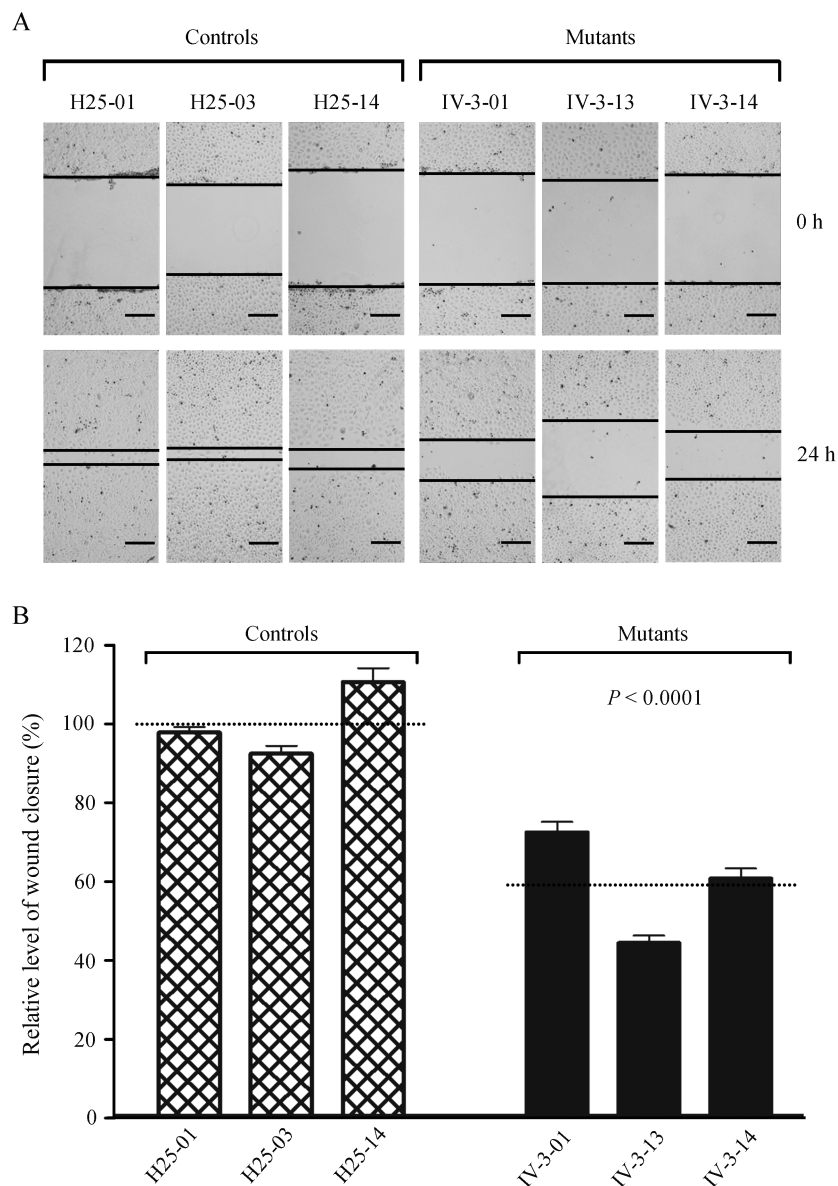 A
Controls Mutants
H25-01 H25-03 H25-14 IV-3-01 IV-3-13 IV-3-14
0 h
24 h
B
Controls Mutants
P < 0.0001
Relative level of wound closure (%)
120
100
80
60
40
20
0
H25-01 H25-03 H25-14 IV-3-01 IV-3-13 IV-3-14